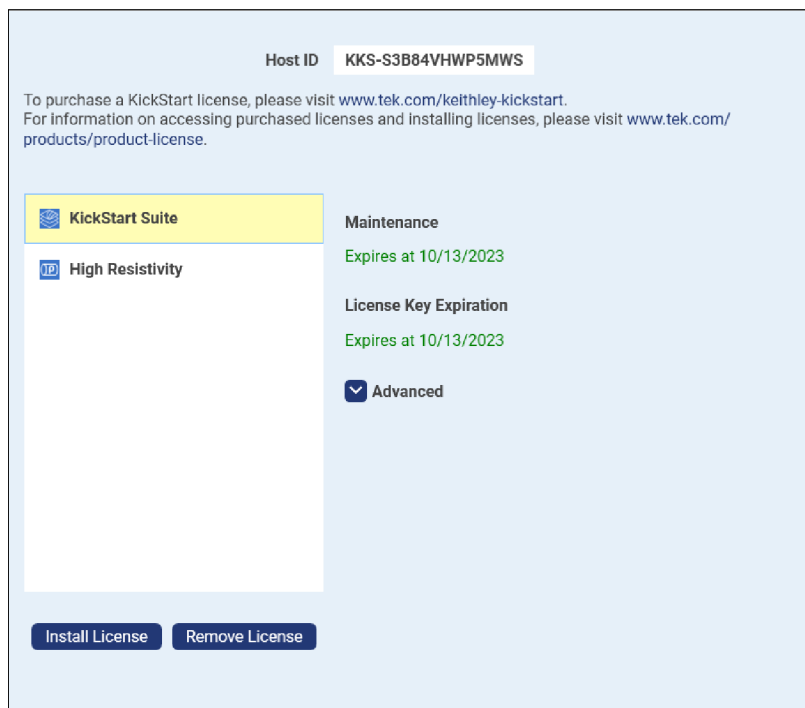 Host ID KKS-S3B84VHWP5MWS
To purchase a KickStart license, please visit www.tek.com/keithley-kickstart.
For information on accessing purchased licenses and installing licenses, please visit www.tek.com/
products/product-license.
KickStart Suite
High Resistivity
Maintenance
Expires at 10/13/2023
License Key Expiration
Expires at 10/13/2023
Advanced
Install License Remove License